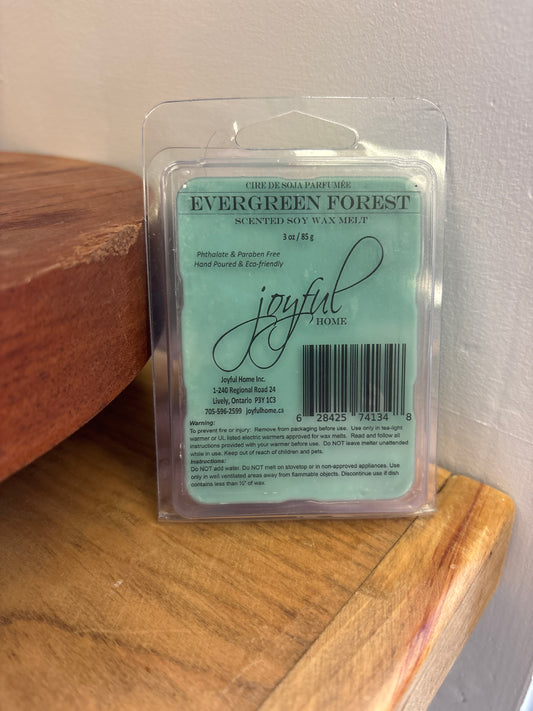 CIRE DE SOJA PARFUMÉE
EVERGREEN FOREST
SCENTED SOY WAX MELT
3 oz / 85 g
Phthalate & Paraben Free
Hand Poured & Eco-friendly
joyful
HOME
Joyful Home Inc.
1-240 Regional Road 24
Lively, Ontario P3Y 1C3
705-596-2599 joyfulhome.ca
6 28425 74134 8
Warning:
To prevent fire or injury: Remove from packaging before use. Use only in tea-light
warmer or UL listed electric warmers approved for wax melts. Read and follow all
instructions provided with your warmer before use. Do NOT leave melter unattended
while in use. Keep out of reach of children and pets.
Instructions:
Do NOT add water. Do NOT melt on stovetop or in non-approved appliances. Use
only in well ventilated areas away from flammable objects. Discontinue use if dish
contains less than ½" of wax.